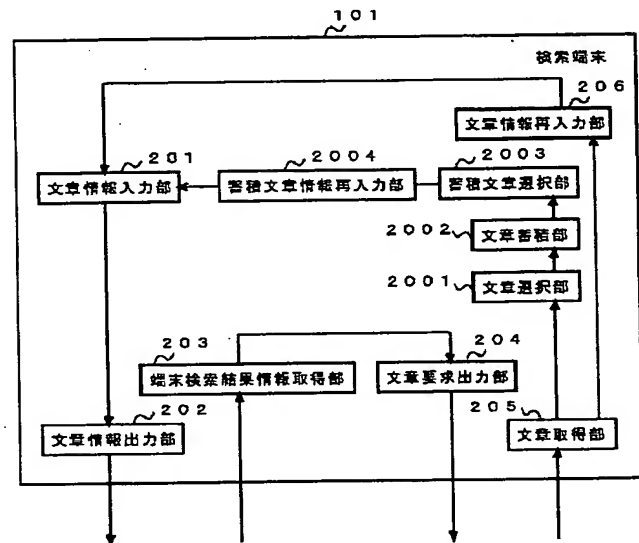 101
検索端末
206
文章情報再入力部
201
文章情報入力部
2004
蓄積文章情報再入力部
2003
蓄積文章選択部
2002
文章蓄積部
2001
文章選択部
203
端末検索結果情報取得部
204
文章要求出力部
202
文章情報出力部
205
文章取得部